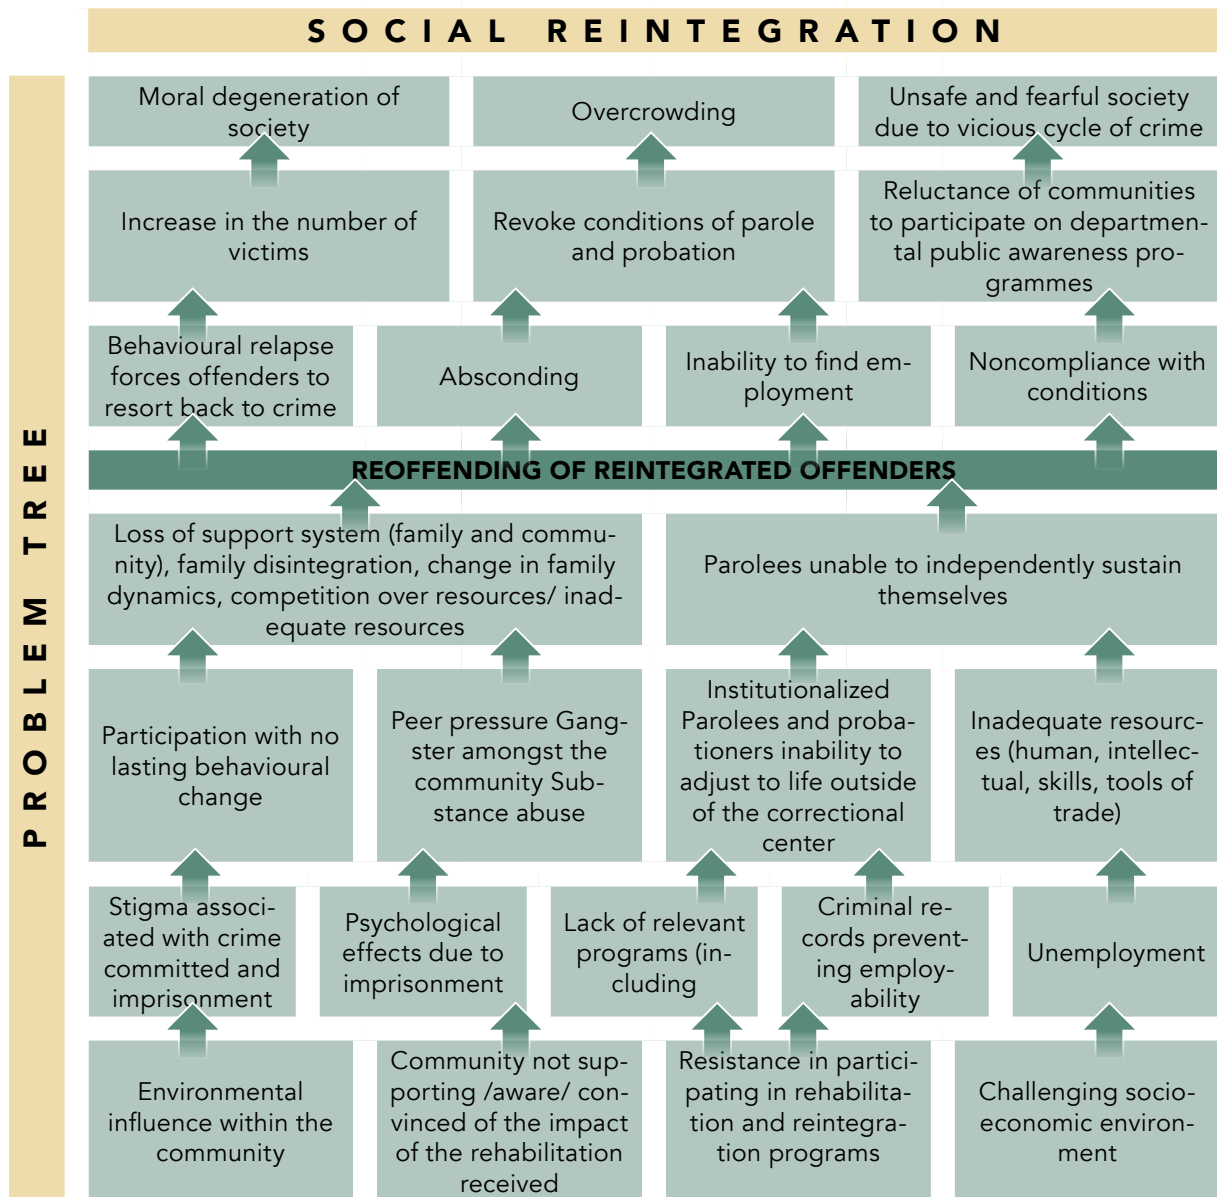 SOCIAL REINTEGRATION
PROBLEM TREE
Moral degeneration of
society
Overcrowding
Unsafe and fearful society
due to vicious cycle of crime
Increase in the number of
victims
Revoke conditions of parole
and probation
Reluctance of communities
to participate on departmen-
tal public awareness pro-
grammes
Behavioural relapse
forces offenders to
resort back to crime
Absconding
Inability to find em-
ployment
Noncompliance with
conditions
REOFFENDING OF REINTEGRATED OFFENDERS
Loss of support system (family and commu-
nity), family disintegration, change in family
dynamics, competition over resources/ inad-
equate resources
Parolees unable to independently sustain
themselves
Participation with no
lasting behavioural
change
Peer pressure Gang-
ster amongst the
community Sub-
stance abuse
Institutionalized
Parolees and proba-
tioners inability to
adjust to life outside
of the correctional
center
Inadequate resourc-
es (human, intellec-
tual, skills, tools of
trade)
Stigma associ-
ated with crime
committed and
imprisonment
Psychological
effects due to
imprisonment
Lack of relevant
programs (in-
cluding
Criminal re-
cords prevent-
ing employ-
ability
Unemployment
Environmental
influence within the
community
Community not sup-
porting /aware/ con-
vinced of the impact
of the rehabilitation
received
Resistance in partici-
pating in rehabilita-
tion and reintegra-
tion programs
Challenging socio-
economic environ-
ment